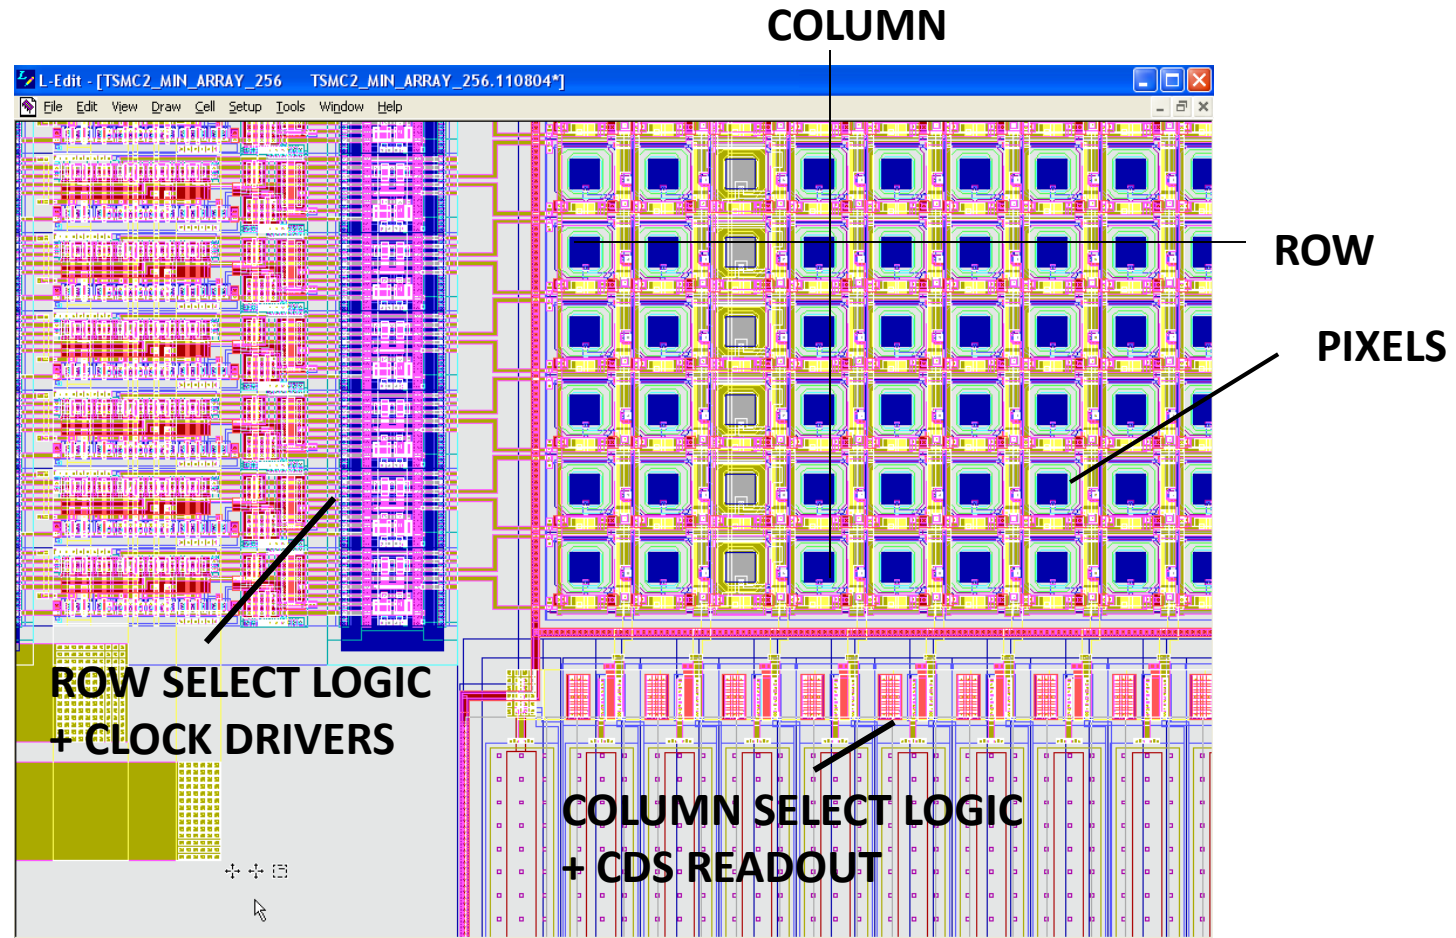 COLUMN
L-Edit - [TSMC2_MIN_ARRAY_256 TSMC2_MIN_ARRAY_256.110804*]
File Edit View Draw Cell Setup Tools Window Help
ROW
PIXELS
ROW SELECT LOGIC
+ CLOCK DRIVERS
COLUMN SELECT LOGIC
+ CDS READOUT